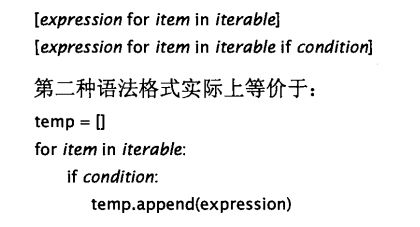 [expression for item in iterable]
[expression for item in iterable if condition]
第二种语法格式实际上等价于：
temp = []
for item in iterable:
if condition:
temp.append(expression)